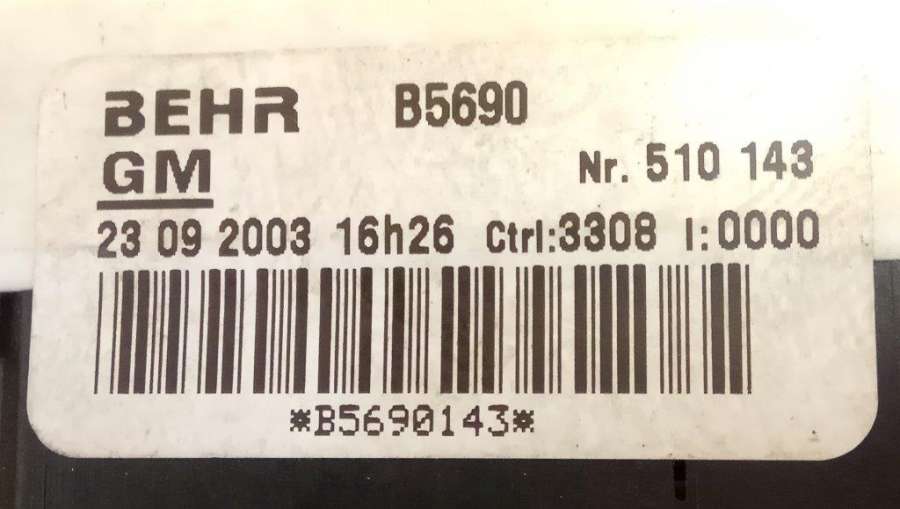 BEHR B5690
GM Nr. 510 143
23 09 2003 16h26 Ctrl:3308 I:0000
*B5690143*